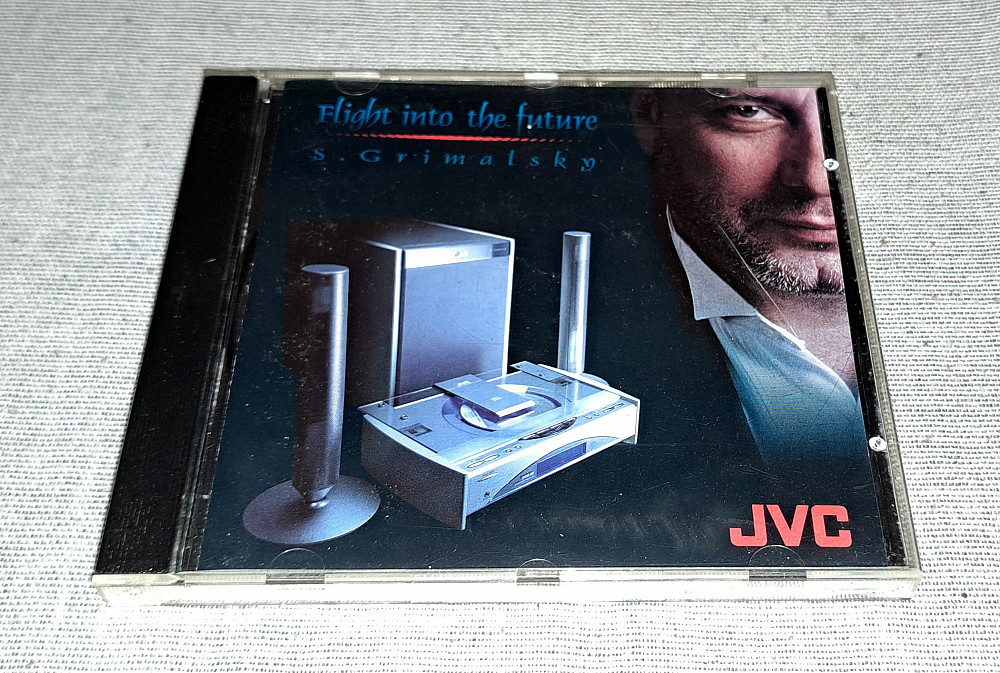 Flight into the future
S. Grimalsky
JVC